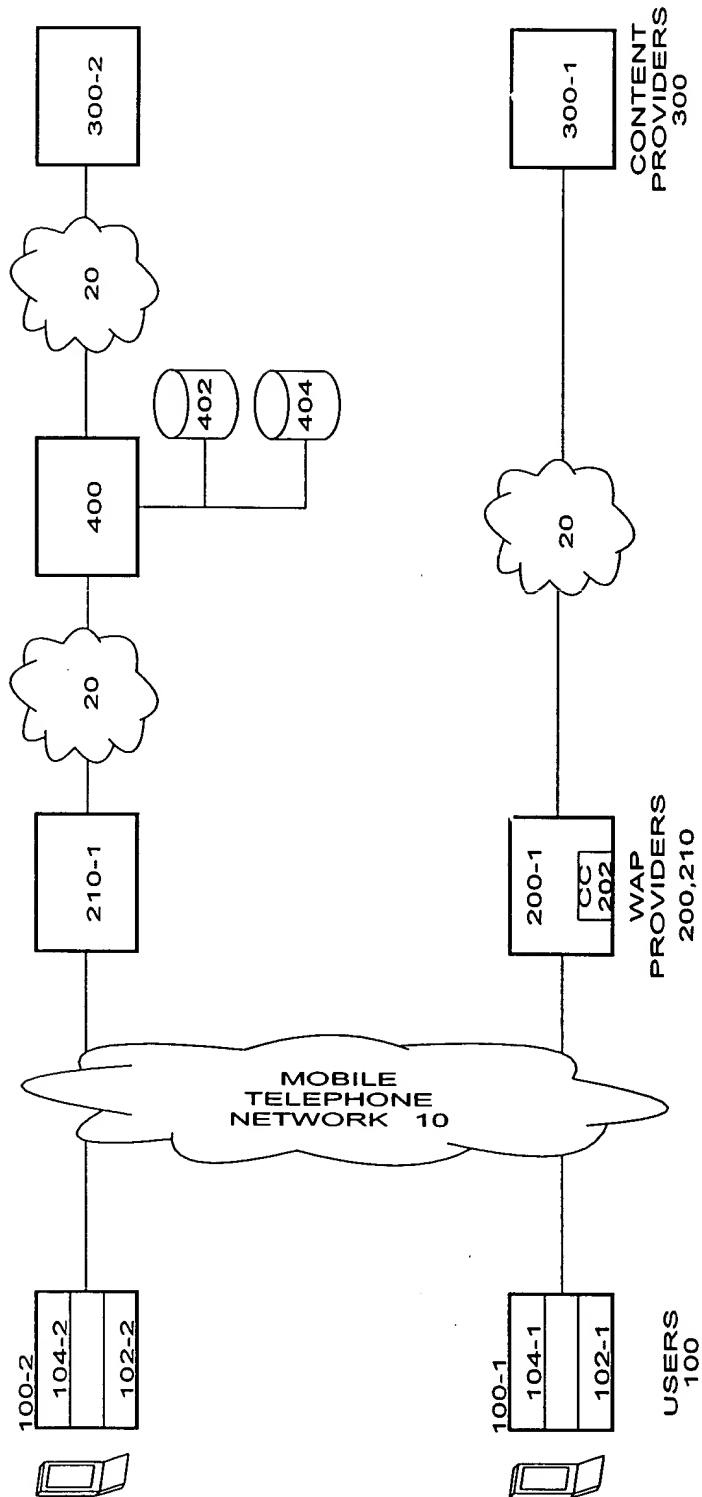 300-2
20
402
404
400
20
210-1
300-1
CONTENT
PROVIDERS
300
20
200-1
CC
202
WAP
PROVIDERS
200,210
MOBILE
TELEPHONE
NETWORK 10
100-2
104-2
102-2
100-1
104-1
102-1
USERS
100